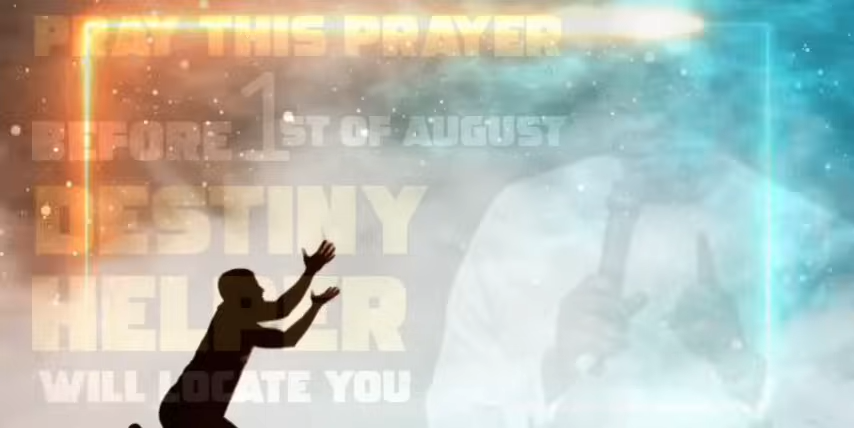 PRAY THIS PRAYER
BEFORE 1ST OF AUGUST
DESTINY
HELPER
WILL LOCATE YOU